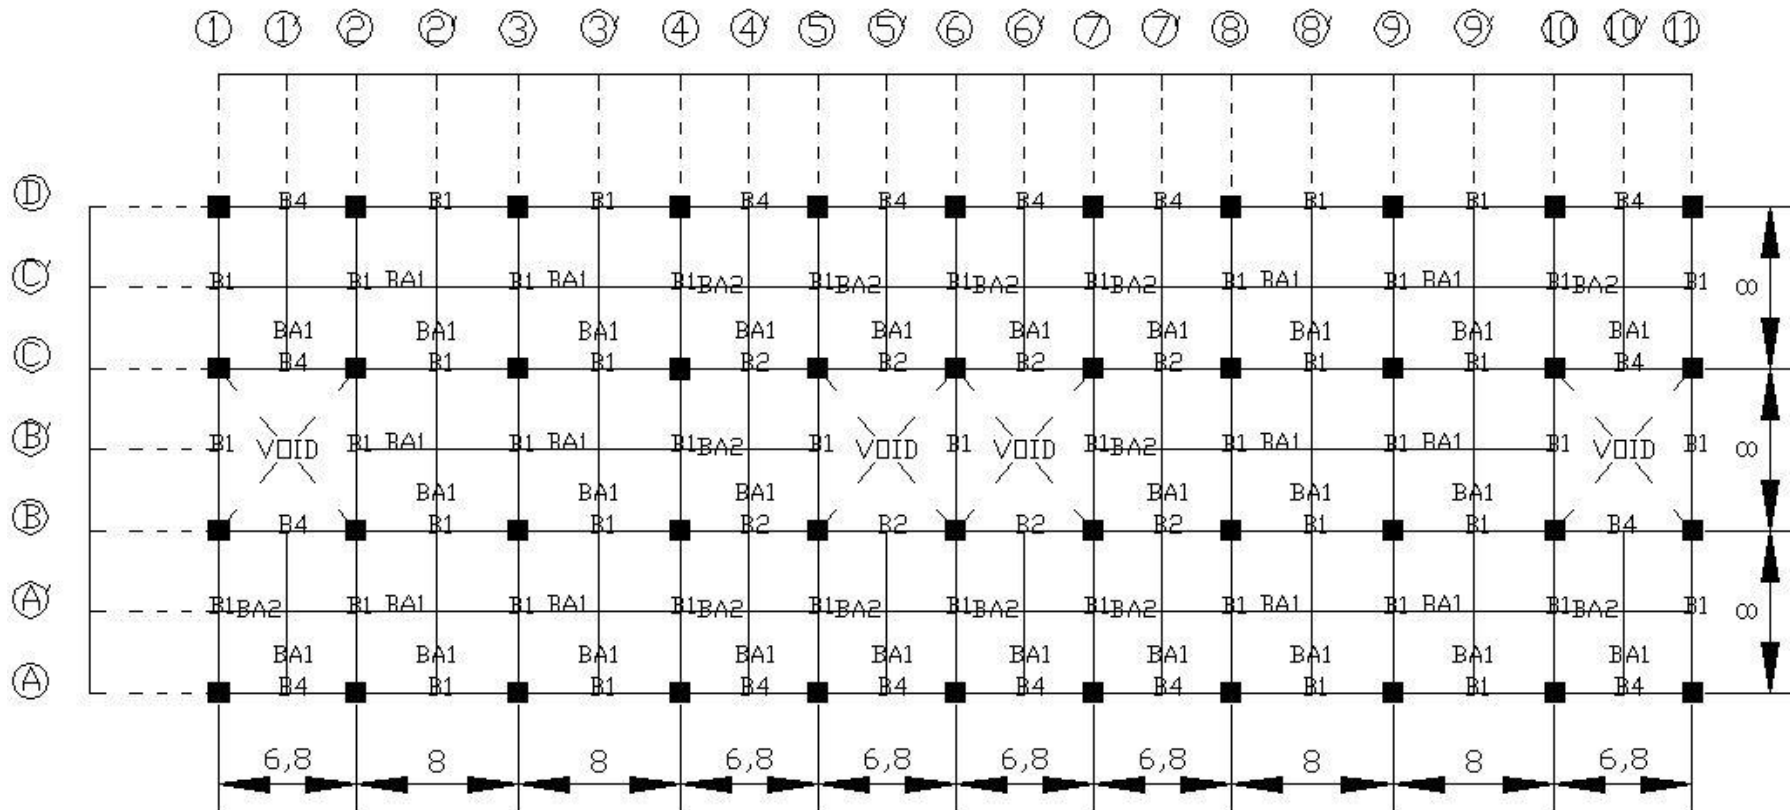 1 1' 2 2' 3 3' 4 4' 5 5' 6 6' 7 7' 8 8' 9 9' 10 10' 11
D B4 B1 B1 B4 B4 B4 B4 B1 B1 B4
C' B1 B1 BA1 B1 BA1 B1 BA2 B1 BA2 B1 BA2 B1 BA2 B1 BA1 B1 BA1 B1 BA2 B1 8
BA1 BA1 BA1 BA1 BA1 BA1 BA1 BA1 BA1 BA1
C B4 B1 B1 B2 B2 B2 B2 B1 B1 B4
B' B1 VOID B1 BA1 B1 BA1 B1 BA2 B1 VOID B1 VOID B1 BA2 B1 BA1 B1 BA1 B1 VOID B1 8
BA1 BA1 BA1 BA1 BA1 BA1
B B4 B1 B1 B2 B2 B2 B2 B1 B1 B4
A' B1 BA2 B1 BA1 B1 BA1 B1 BA2 B1 BA2 B1 BA2 B1 BA2 B1 BA1 B1 BA1 B1 BA2 B1 8
BA1 BA1 BA1 BA1 BA1 BA1 BA1 BA1 BA1 BA1
A B4 B1 B1 B4 B4 B4 B4 B1 B1 B4
6,8 8 8 6,8 6,8 6,8 6,8 8 8 6,8